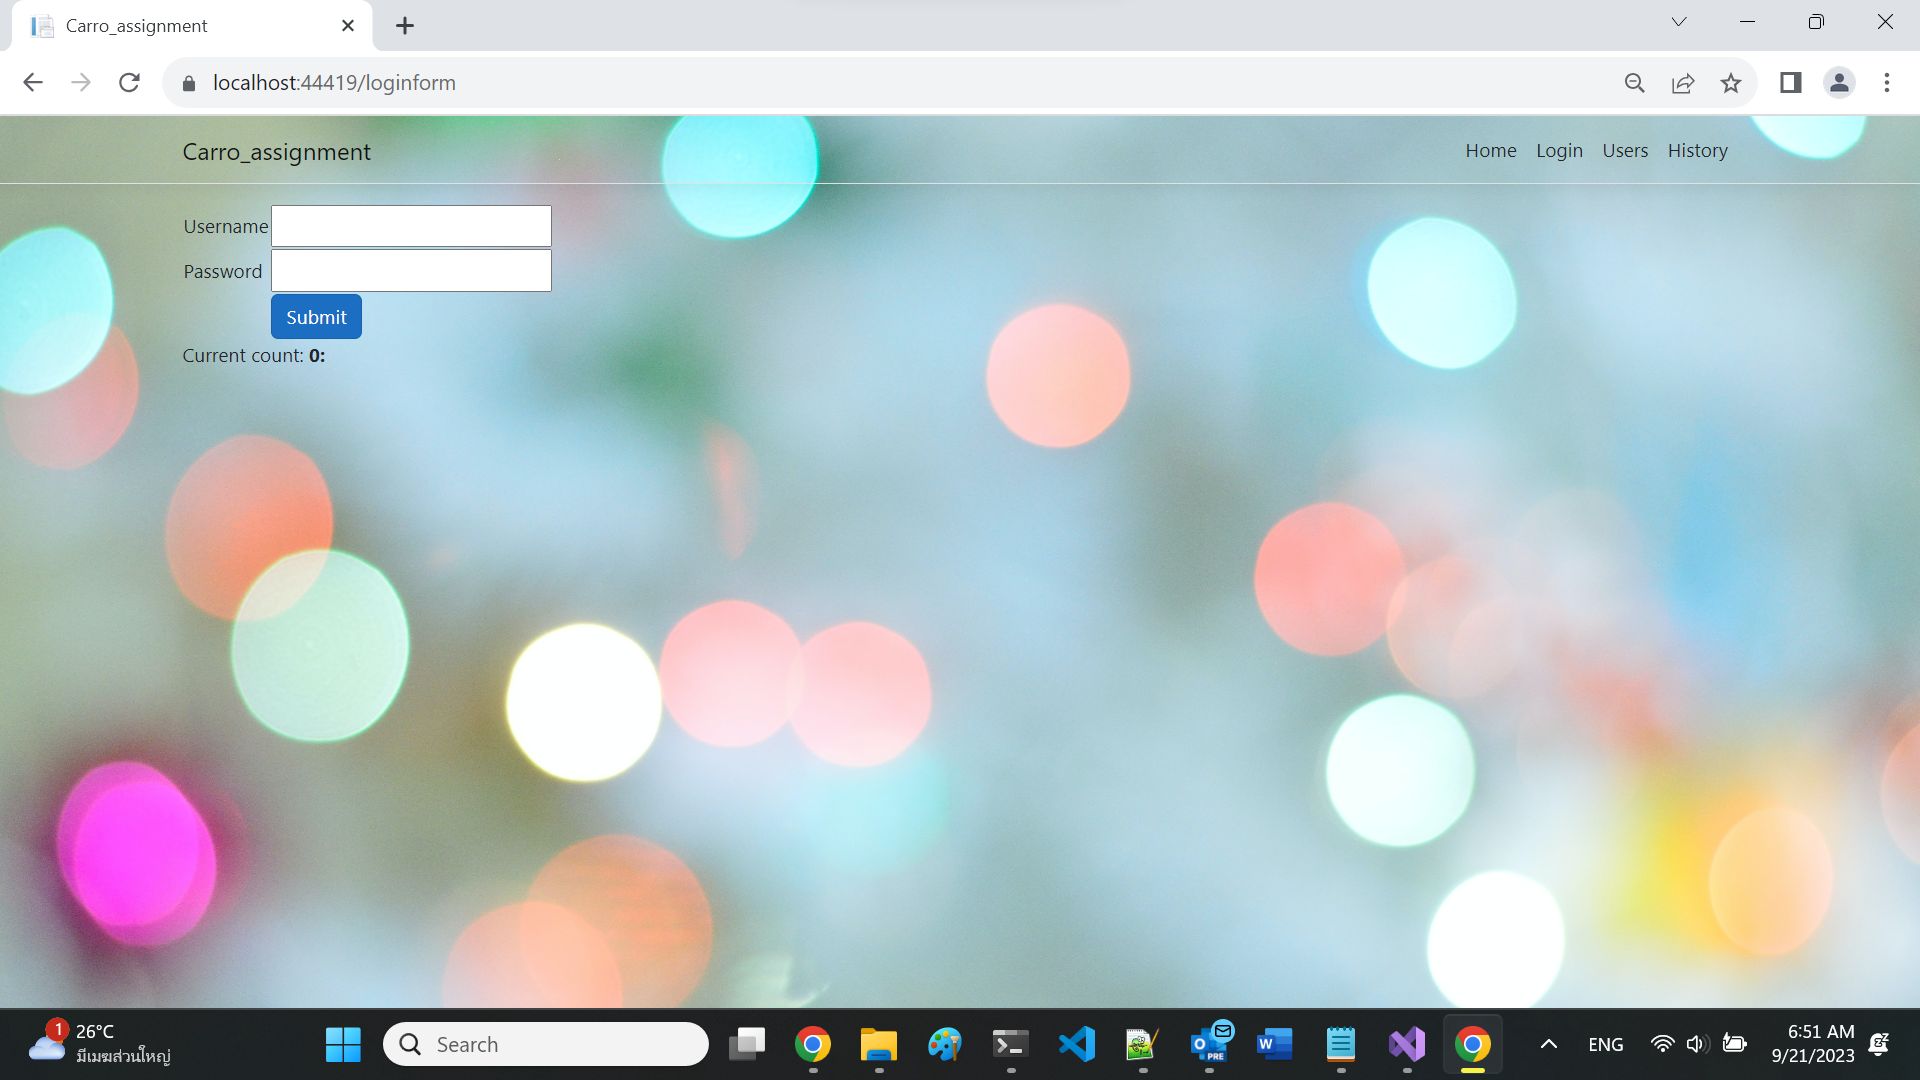 Carro_assignment
localhost:44419/loginform
Carro_assignment
Home Login Users History
Username
Password
Submit
Current count: 0:
1
26°C
มีเมฆส่วนใหญ่
Search
PRE
ENG
6:51 AM
9/21/2023